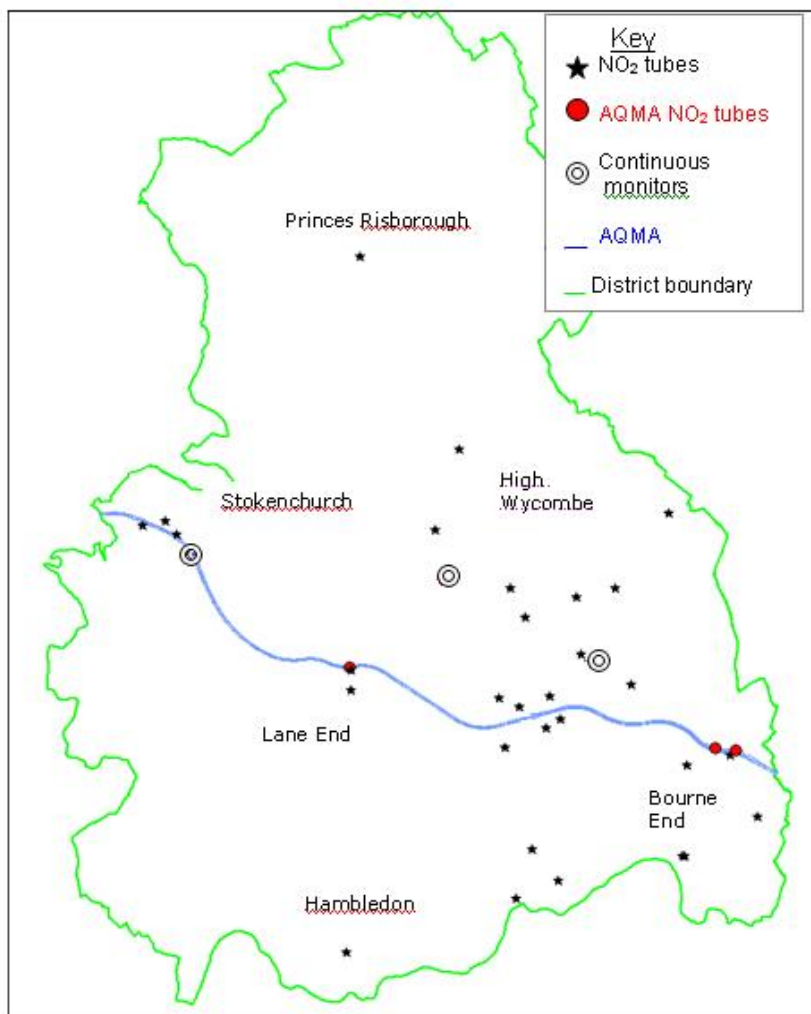 Key
NO₂ tubes
AQMA NO₂ tubes
Continuous
monitors
AQMA
District boundary
Princes Risborough
High
Wycombe
Stokenchurch
Lane End
Bourne
End
Hambledon